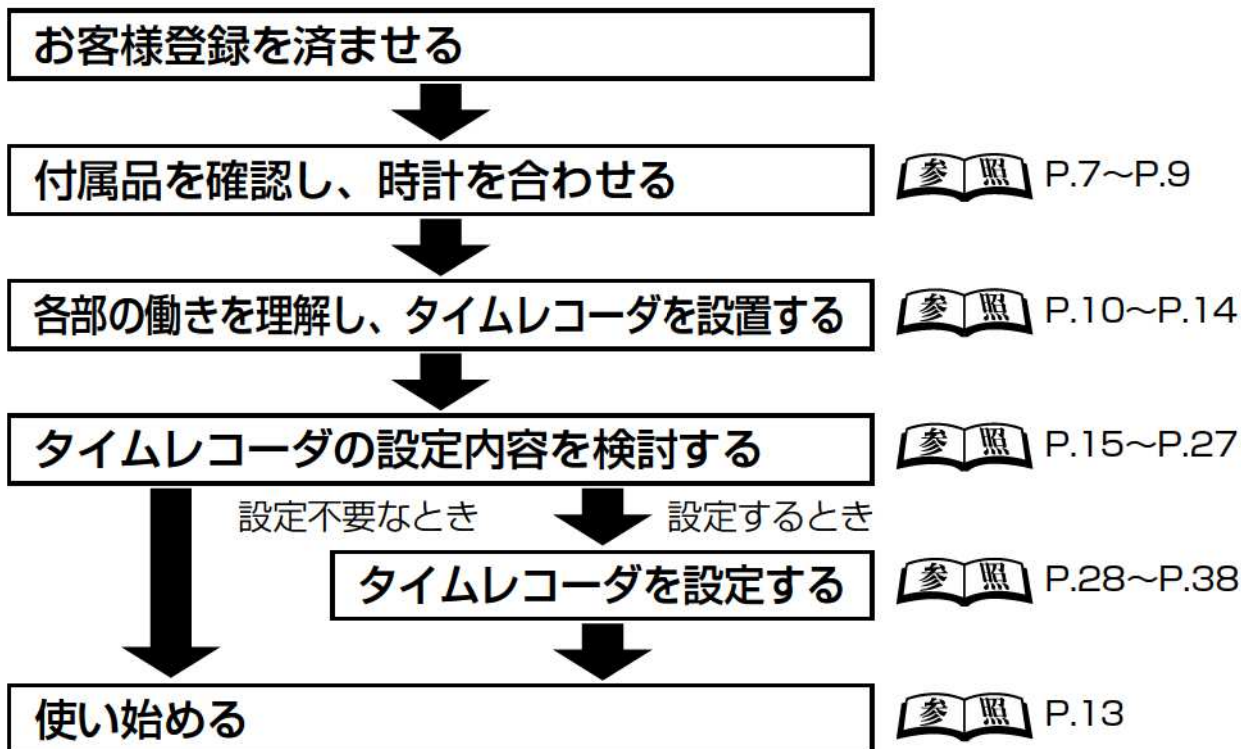 お客様登録を済ませる
付属品を確認し、時計を合わせる
参照 P.7～P.9
各部の働きを理解し、タイムレコーダを設置する
参照 P.10～P.14
タイムレコーダの設定内容を検討する
参照 P.15～P.27
設定不要なとき
設定するとき
タイムレコーダを設定する
参照 P.28～P.38
使い始める
参照 P.13